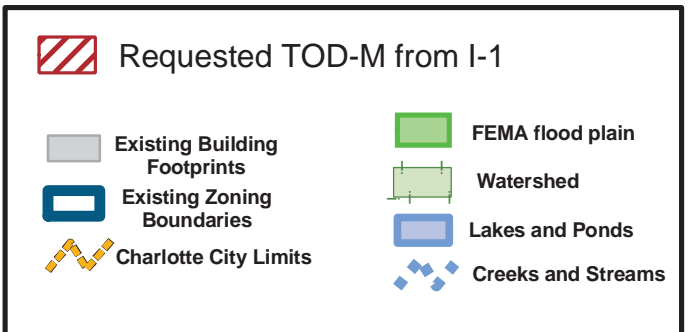 Requested TOD-M from I-1
Existing Building
Footprints
Existing Zoning
Boundaries
Charlotte City Limits
FEMA flood plain
Watershed
Lakes and Ponds
Creeks and Streams